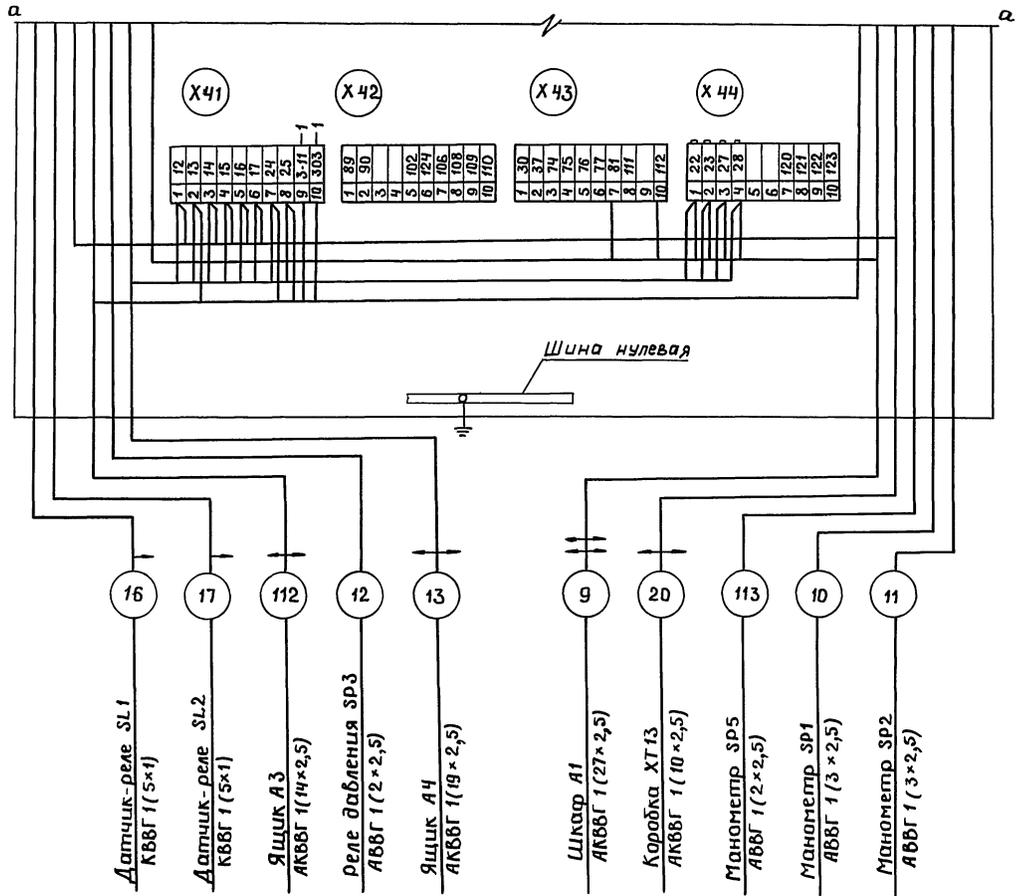 а а
Х41 Х42 Х43 Х44
1 1
12 13 14 15 16 17 24 25 3-11 303
1 2 3 4 5 6 7 8 9 10
89 90 102 124 106 108 109 110
1 2 3 4 5 6 7 8 9 10
30 37 74 75 76 77 81 111 112
1 2 3 4 5 6 7 8 9 10
22 23 27 28 120 121 122 123
1 2 3 4 5 6 7 8 9 10
Шина нулевая
16 17 112 12 13 9 20 113 10 11
Датчик-реле SL1
КВВГ 1(5×1)
Датчик-реле SL2
КВВГ 1(5×1)
Ящик А3
АКВВГ 1(14×2,5)
Реле давления SP3
АВВГ 1(2×2,5)
Ящик А4
АКВВГ 1(19×2,5)
Шкаф А1
АКВВГ 1(27×2,5)
Коробка ХТ13
АКВВГ 1(10×2,5)
Манометр SP5
АВВГ 1(2×2,5)
Манометр SP1
АВВГ 1(3×2,5)
Манометр SP2
АВВГ 1(3×2,5)